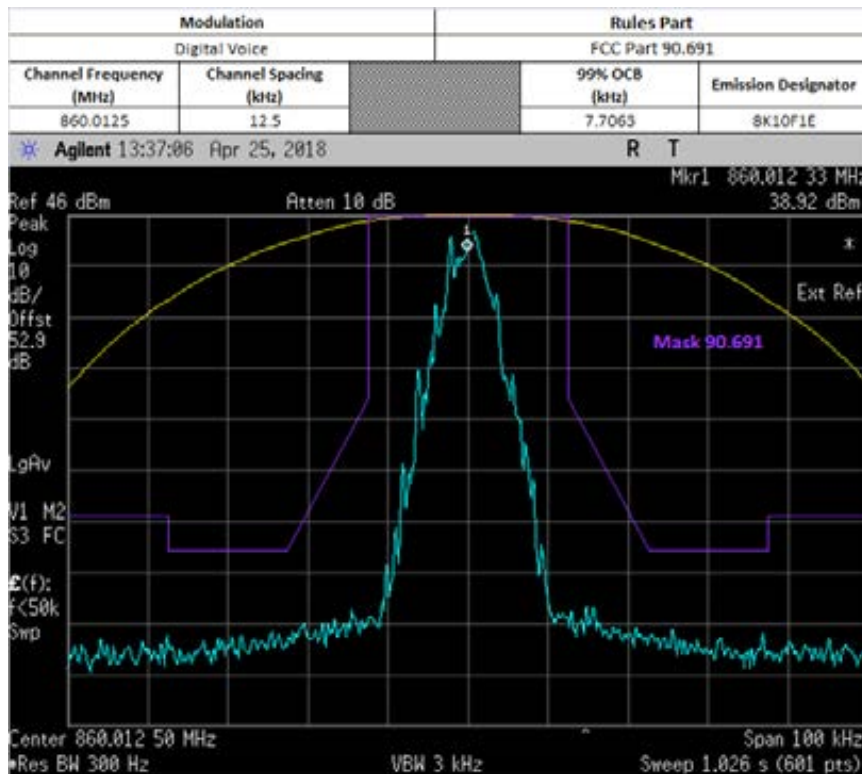 Modulation Rules Part
Digital Voice FCC Part 90.691
Channel Frequency (MHz) Channel Spacing (kHz) 99% OCB (kHz) Emission Designator
860.0125 12.5 7.7063 8K10F1E
Agilent 13:37:06 Apr 25, 2018 R T
Mkr1 860.012 33 MHz
Ref 46 dBm Atten 10 dB 38.92 dBm
Peak
Log
10
dB/
Offst
52.9
dB
1
*
Ext Ref
Mask 90.691
LgAv
V1 M2
S3 FC
£(f):
f<50k
Swp
Center 860.012 50 MHz Span 100 kHz
*Res BW 300 Hz VBW 3 kHz Sweep 1.026 s (601 pts)